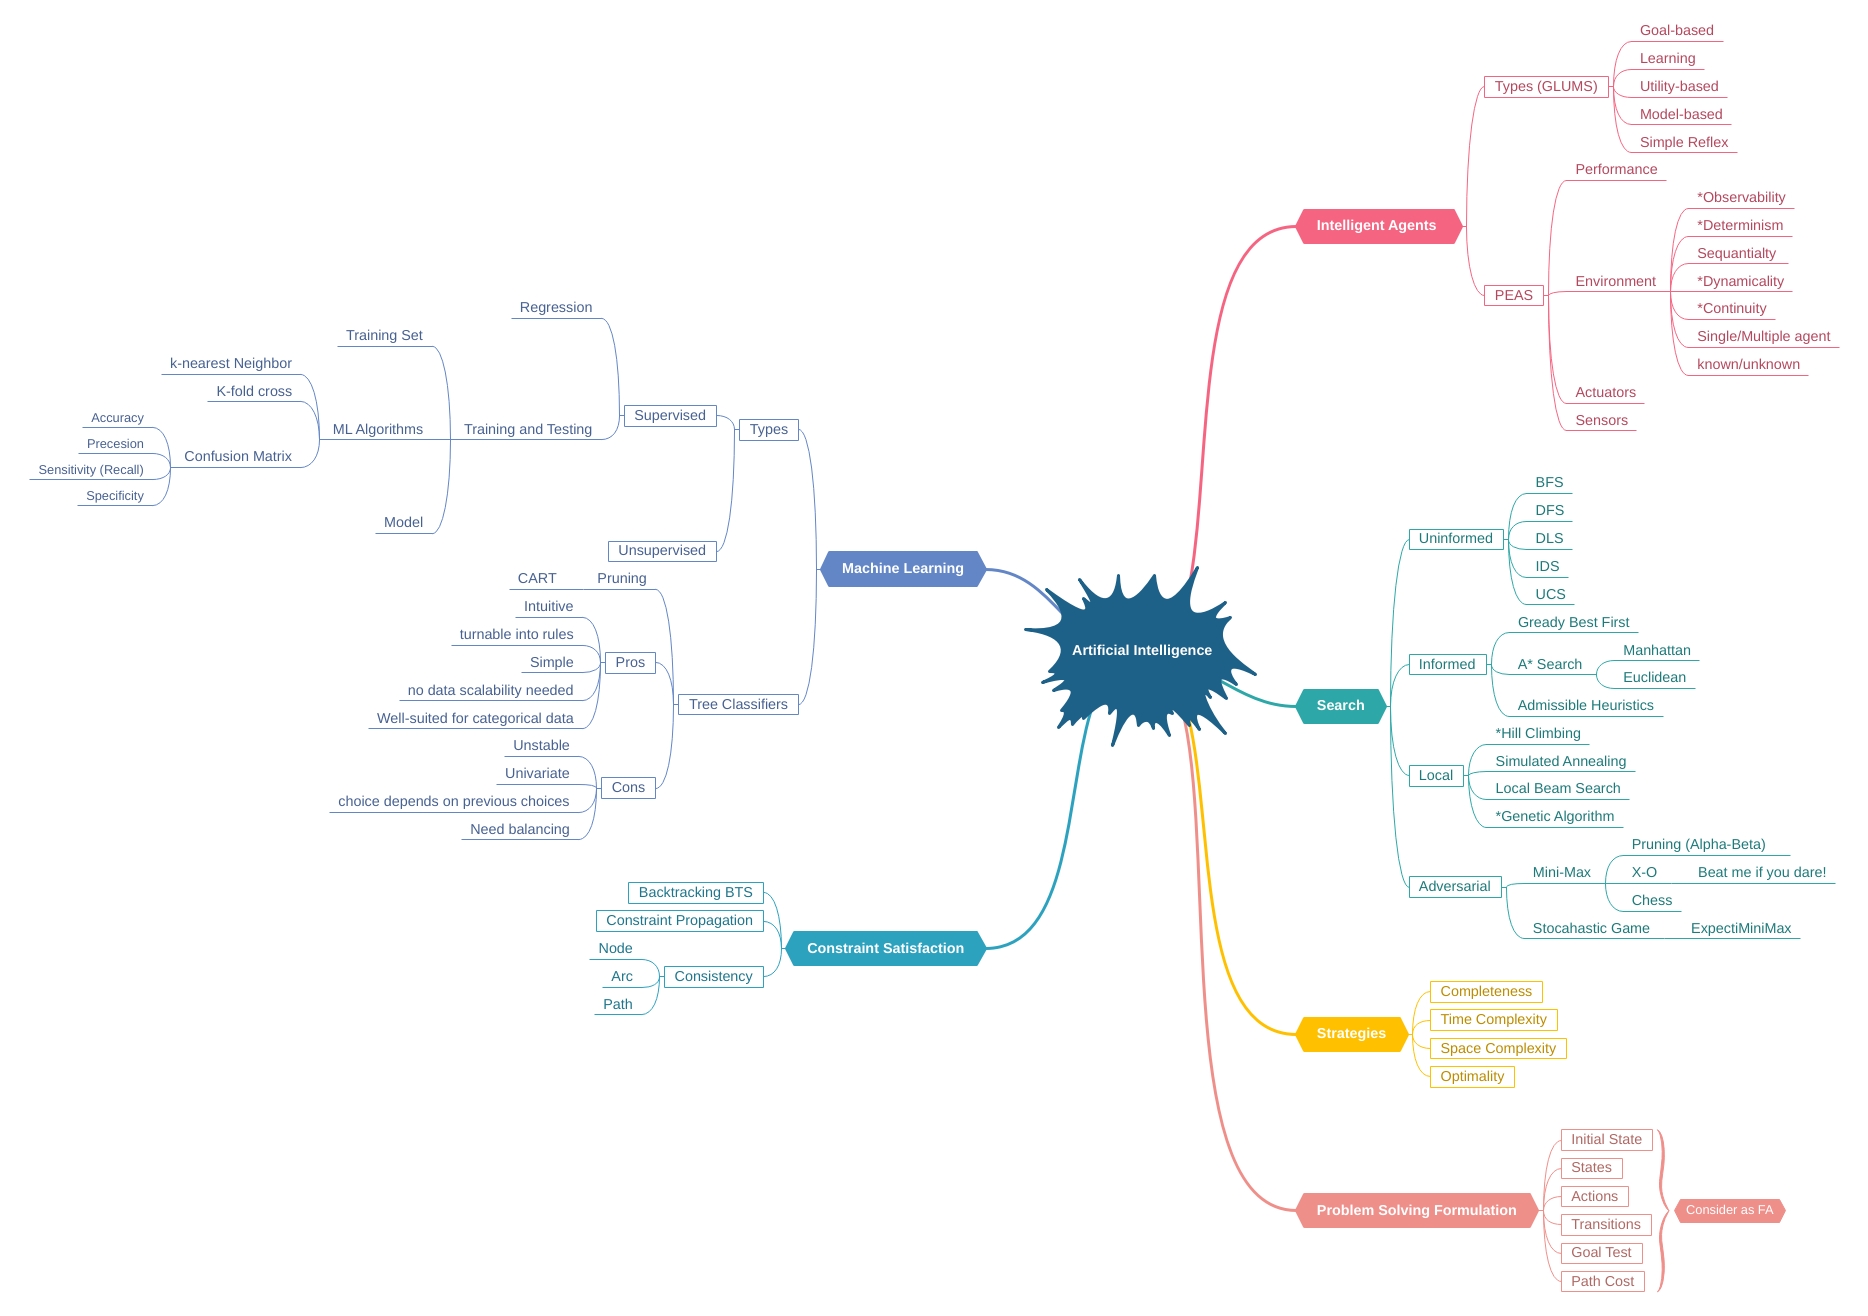 Artificial Intelligence
Intelligent Agents
Types (GLUMS)
Goal-based
Learning
Utility-based
Model-based
Simple Reflex
PEAS
Performance
Environment
*Observability
*Determinism
Sequantialty
*Dynamicality
*Continuity
Single/Multiple agent
known/unknown
Actuators
Sensors
Search
Uninformed
BFS
DFS
DLS
IDS
UCS
Informed
Gready Best First
A* Search
Manhattan
Euclidean
Admissible Heuristics
Local
*Hill Climbing
Simulated Annealing
Local Beam Search
*Genetic Algorithm
Adversarial
Mini-Max
Pruning (Alpha-Beta)
X-O
Beat me if you dare!
Chess
Stocahastic Game
ExpectiMiniMax
Strategies
Completeness
Time Complexity
Space Complexity
Optimality
Problem Solving Formulation
Initial State
States
Actions
Transitions
Goal Test
Path Cost
Consider as FA
Machine Learning
Types
Supervised
Regression
Training and Testing
Training Set
ML Algorithms
k-nearest Neighbor
K-fold cross
Confusion Matrix
Accuracy
Precesion
Sensitivity (Recall)
Specificity
Model
Unsupervised
Tree Classifiers
Pruning
CART
Pros
Intuitive
turnable into rules
Simple
no data scalability needed
Well-suited for categorical data
Cons
Unstable
Univariate
choice depends on previous choices
Need balancing
Constraint Satisfaction
Backtracking BTS
Constraint Propagation
Consistency
Node
Arc
Path